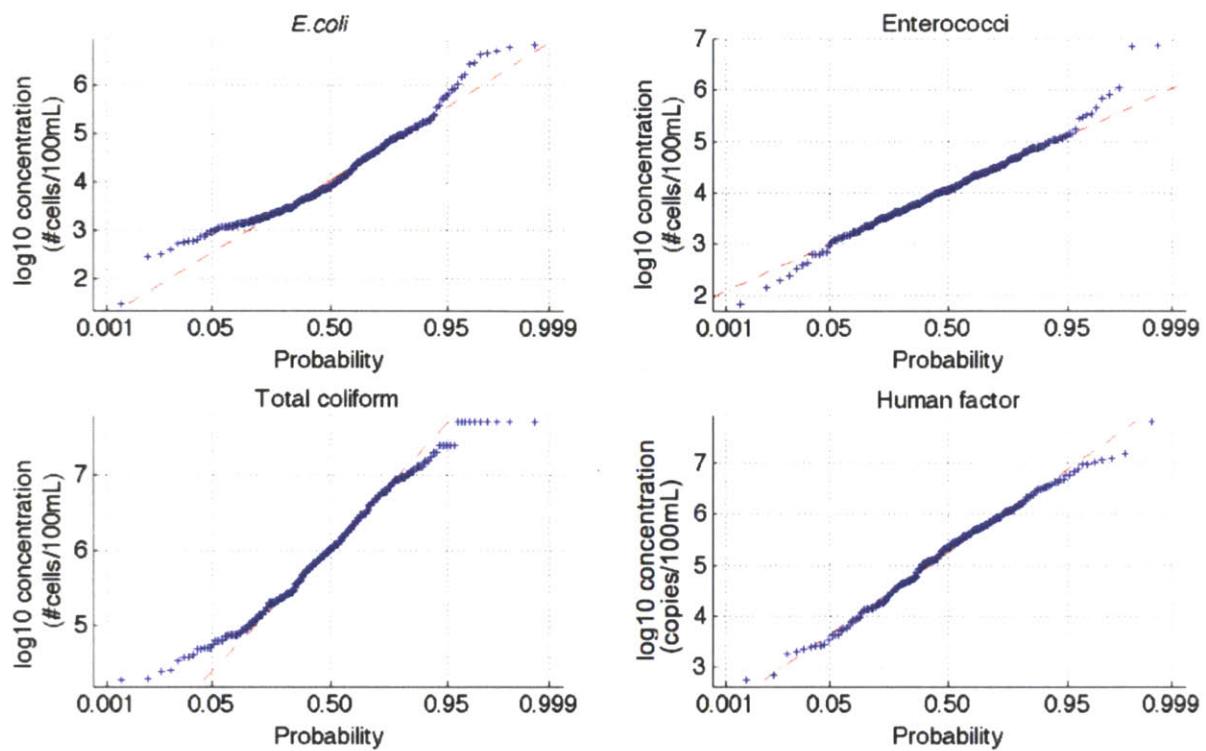 E.coli
log10 concentration
(#cells/100mL)
6
5
4
3
2
0.001 0.05 0.50 0.95 0.999
Probability
Enterococci
log10 concentration
(#cells/100mL)
7
6
5
4
3
2
0.001 0.05 0.50 0.95 0.999
Probability
Total coliform
log10 concentration
(#cells/100mL)
7
6
5
0.001 0.05 0.50 0.95 0.999
Probability
Human factor
log10 concentration
(copies/100mL)
7
6
5
4
3
0.001 0.05 0.50 0.95 0.999
Probability